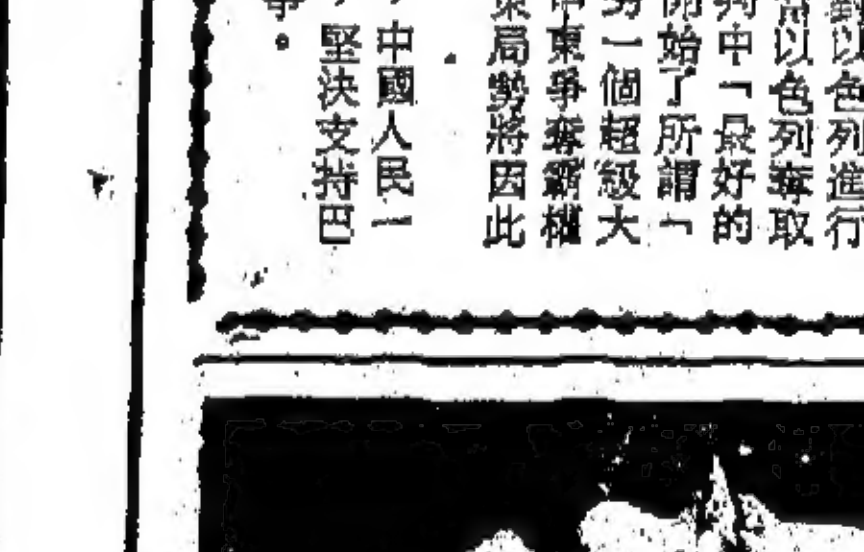 對以色列進行
常以色列奪取
判中「最好的
開始了所謂「
另一個超級大
中東爭奪霸權
東局勢將因此
，中國人民一
，堅決支持巴
爭。